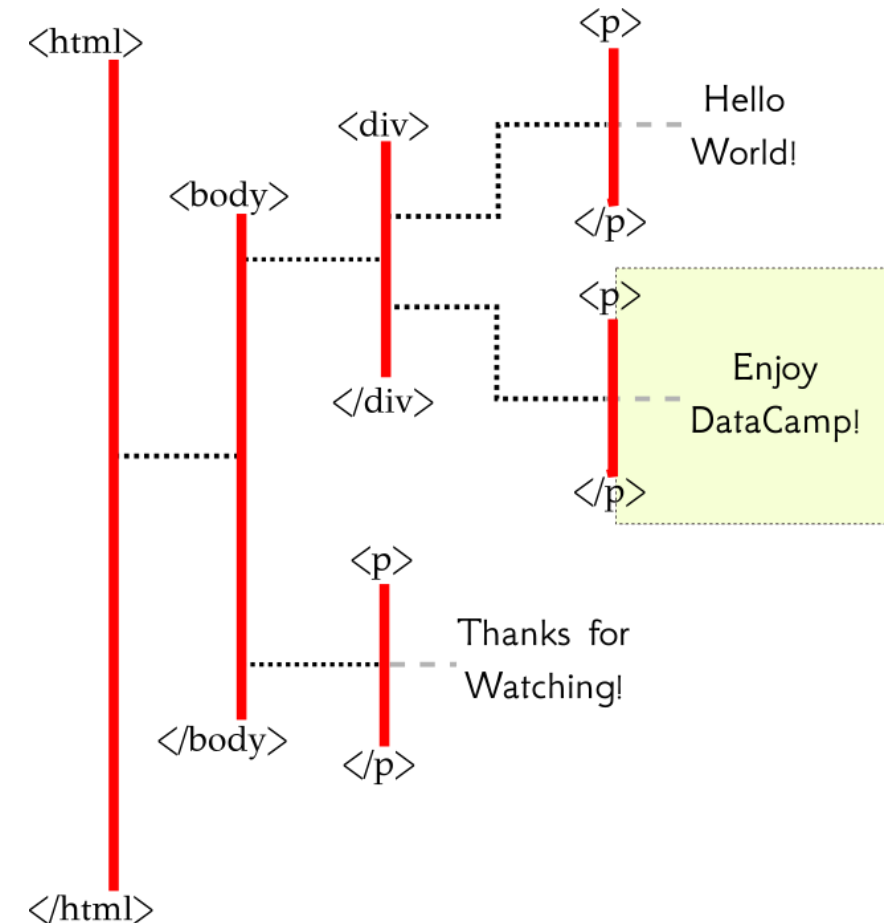 <html>
<body>
<div>
<p>
Hello
World!
</p>
<p>
Enjoy
DataCamp!
</p>
</div>
<p>
Thanks for
Watching!
</p>
</body>
</html>